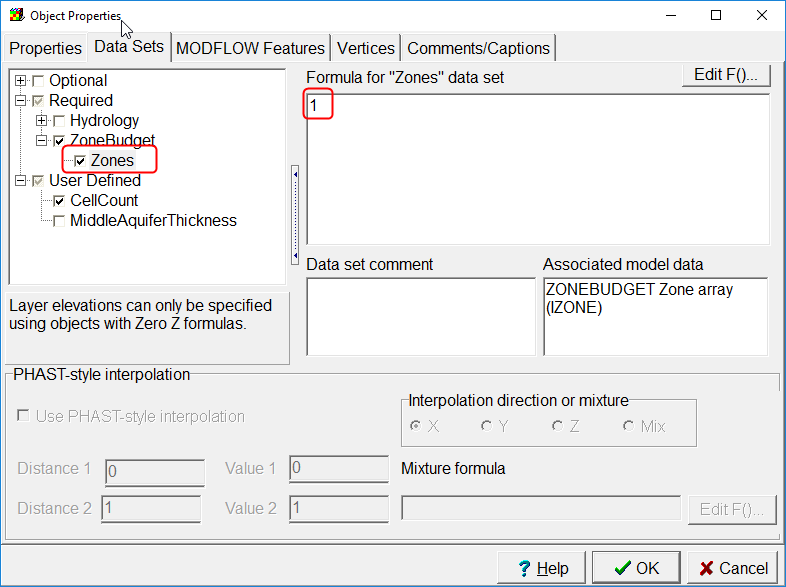 Object Properties
Properties
Data Sets
MODFLOW Features
Vertices
Comments/Captions
Optional
Required
Hydrology
ZoneBudget
Zones
User Defined
CellCount
MiddleAquiferThickness
Layer elevations can only be specified
using objects with Zero Z formulas.
Formula for "Zones" data set
Edit F()...
1
Data set comment
Associated model data
ZONEBUDGET Zone array
(IZONE)
PHAST-style interpolation
Use PHAST-style interpolation
Interpolation direction or mixture
X
Y
Z
Mix
Distance 1
0
Value 1
0
Mixture formula
Distance 2
1
Value 2
1
Edit F()...
? Help
OK
Cancel